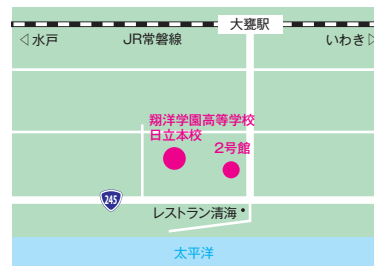 大甕駅
◁水戸
JR常磐線
いわき▷
翔洋学園高等学校
日立本校
2号館
245
レストラン清海
太平洋